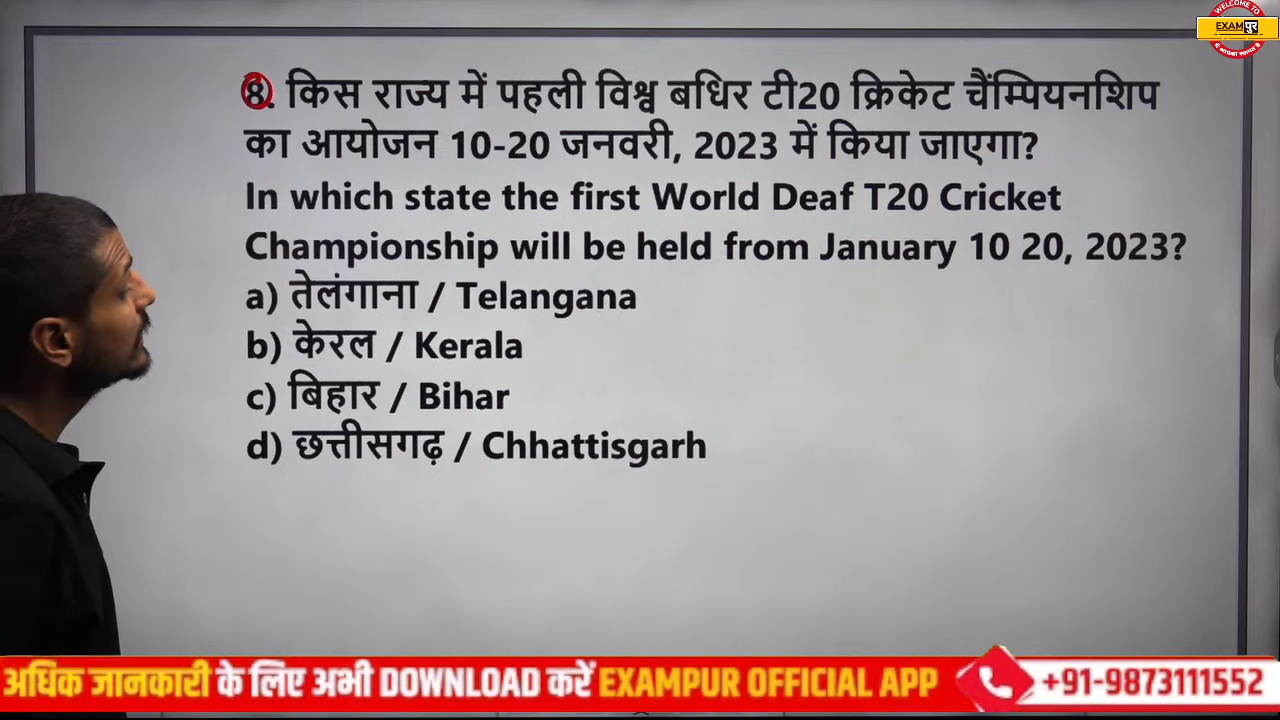 WELCOME TO
EXAMपुर
में आपका स्वागत है
8. किस राज्य में पहली विश्व बधिर टी20 क्रिकेट चैंम्पियनशिप
का आयोजन 10-20 जनवरी, 2023 में किया जाएगा?
In which state the first World Deaf T20 Cricket
Championship will be held from January 10 20, 2023?
a) तेलंगाना / Telangana
b) केरल / Kerala
c) बिहार / Bihar
d) छत्तीसगढ़ / Chhattisgarh
अधिक जानकारी के लिए अभी DOWNLOAD करें EXAMPUR OFFICIAL APP
+91-9873111552